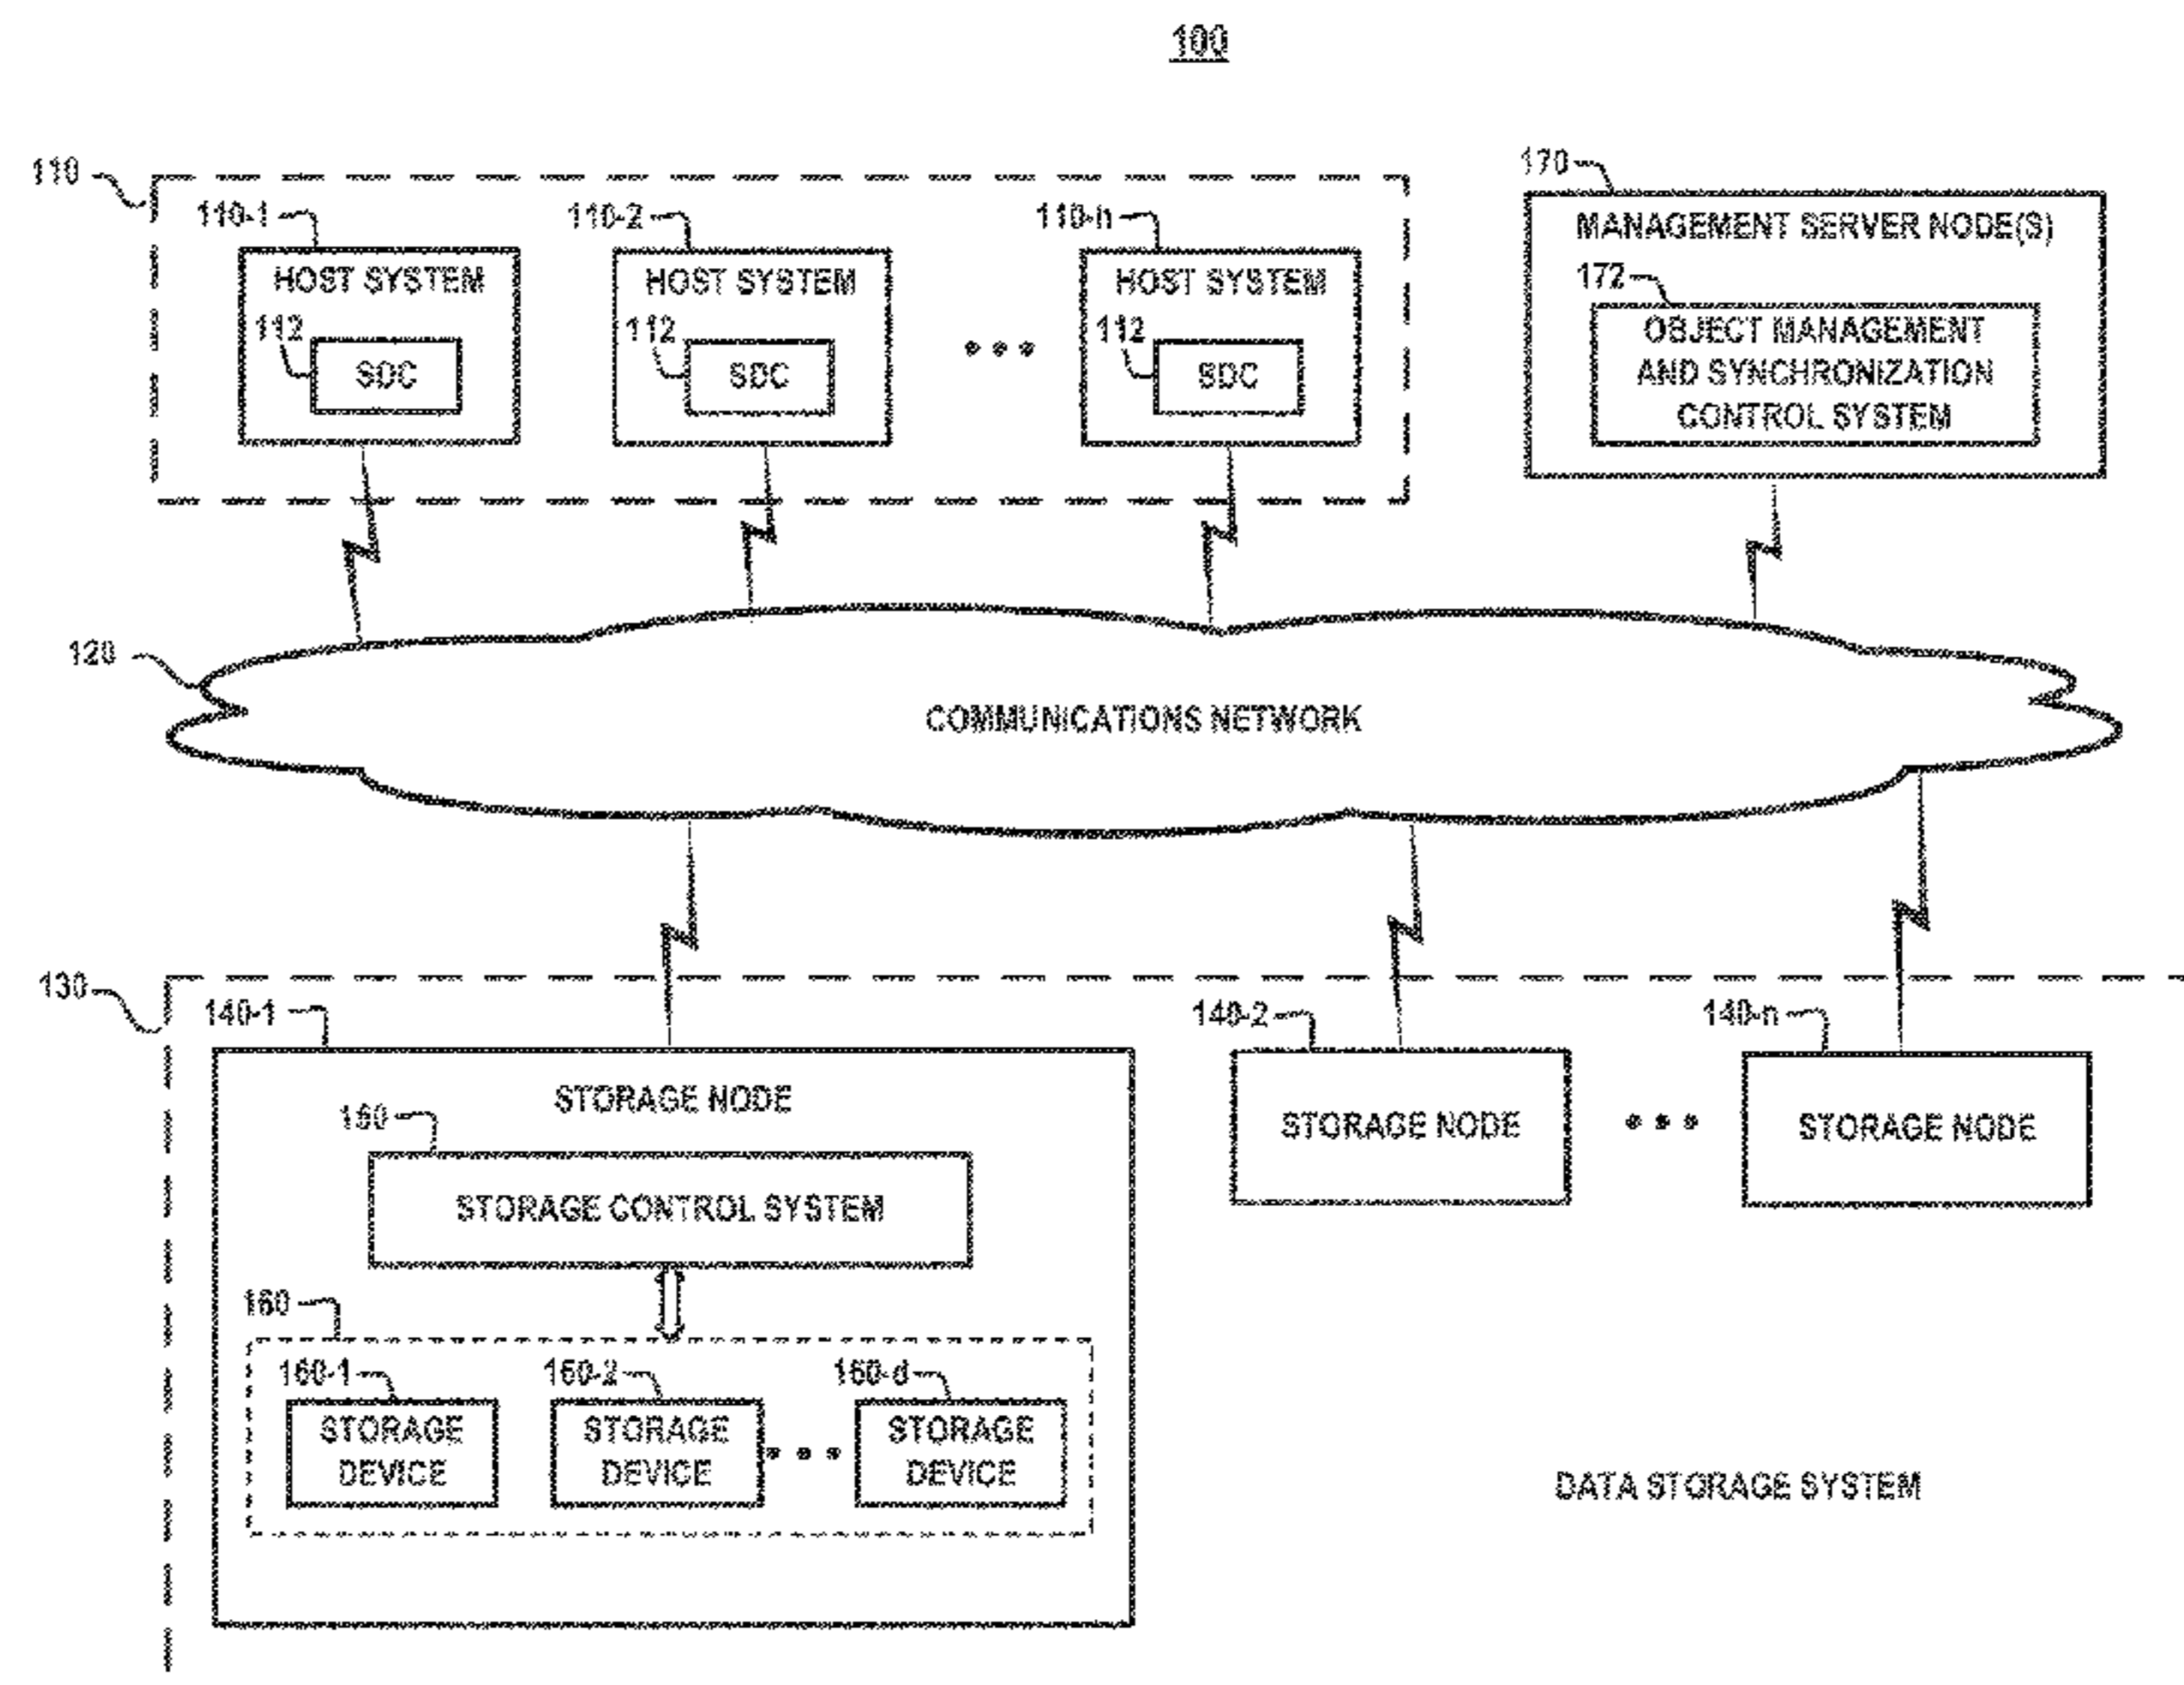 100
110
170
110-1
110-2
110-n
MANAGEMENT SERVER NODE(S)
HOST SYSTEM
HOST SYSTEM
HOST SYSTEM
172
112
112
112
OBJECT MANAGEMENT
AND SYNCHRONIZATION
CONTROL SYSTEM
SDC
SDC
SDC
120
COMMUNICATIONS NETWORK
130
140-1
140-2
140-n
STORAGE NODE
STORAGE NODE
STORAGE NODE
150
STORAGE CONTROL SYSTEM
160
160-1
160-2
160-d
STORAGE
DEVICE
STORAGE
DEVICE
STORAGE
DEVICE
DATA STORAGE SYSTEM